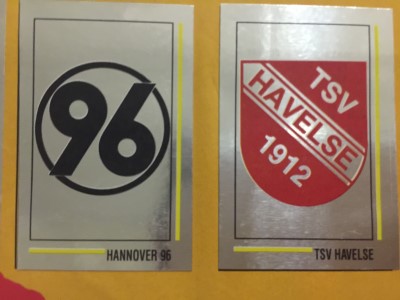 96
HANNOVER 96
TSV
HAVELSE
1912
TSV HAVELSE